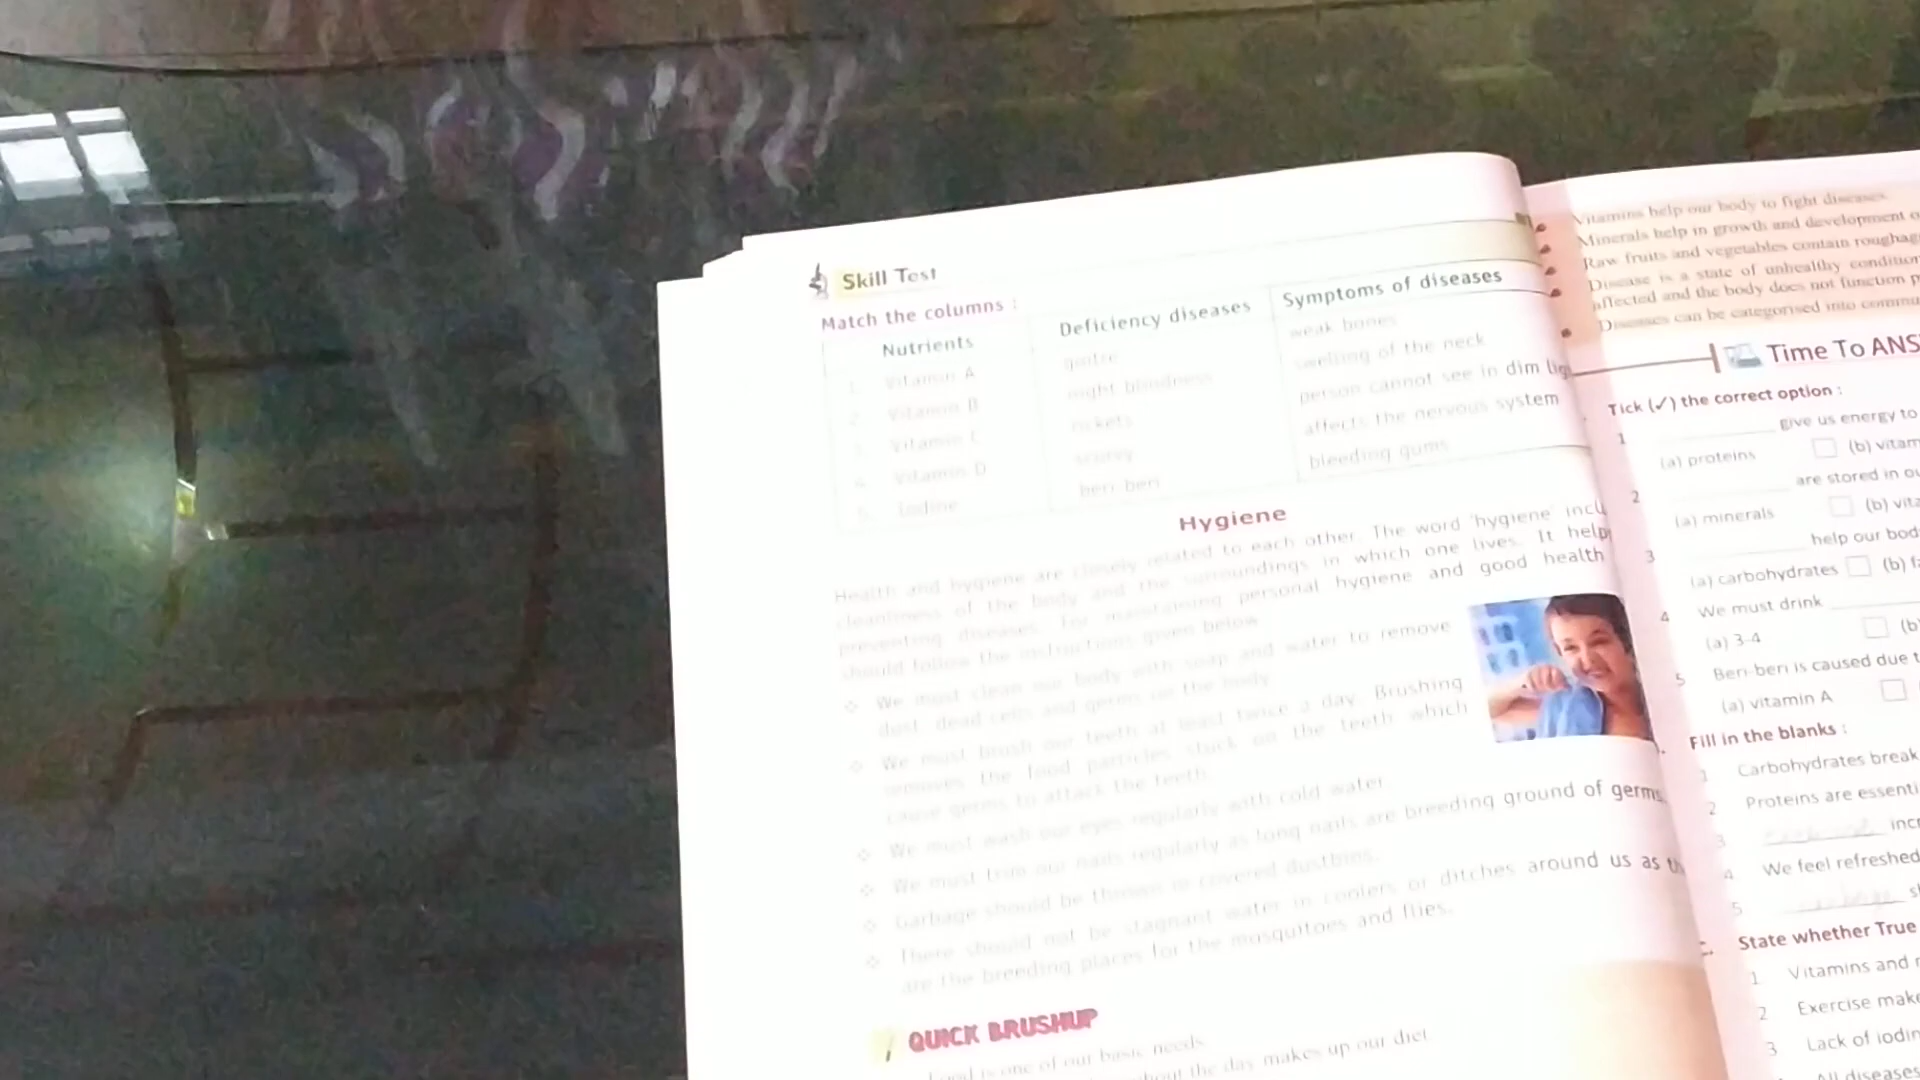 Skill Test
Match the columns :
Nutrients
Deficiency diseases
Symptoms of diseases
1. Vitamin A
goitre
weak bones
2. Vitamin B
night blindness
swelling of the neck
3. Vitamin C
rickets
person cannot see in dim lig
4. Vitamin D
scurvy
affects the nervous system
5. Iodine
beri-beri
bleeding gums
Hygiene
Health and hygiene are closely related to each other. The word 'hygiene' incl
cleanliness of the body and the surroundings in which one lives. It help
preventing diseases. For maintaining personal hygiene and good health
should follow the instructions given below
We must clean our body with soap and water to remove
dust, dead cells and germs on the body.
We must brush our teeth at least twice a day. Brushing
removes the food particles stuck on the teeth which
cause germs to attack the teeth.
We must wash our eyes regularly with cold water.
We must trim our nails regularly as long nails are breeding ground of germs.
Garbage should be thrown in covered dustbins.
There should not be stagnant water in coolers or ditches around us as th
are the breeding places for the mosquitoes and flies.
QUICK BRUSHUP
Food is one of our basic needs.
the day makes up our diet
Vitamins help our body to fight diseases.
Minerals help in growth and development o
Raw fruits and vegetables contain roughag
Disease is a state of unhealthy condition
affected and the body does not function p
Diseases can be categorised into commu
Time To ANS
Tick (✓) the correct option :
1 ________ give us energy to
(a) proteins (b) vitam
2 ________ are stored in ou
(a) minerals (b) vita
3 ________ help our bod
(a) carbohydrates (b) fa
4 We must drink ________
(a) 3-4 (b)
5 Beri-beri is caused due t
(a) vitamin A
Fill in the blanks :
1 Carbohydrates break
2 Proteins are essenti
3 ________ incr
4 We feel refreshed
5 ________ sh
C. State whether True
1 Vitamins and
2 Exercise make
3 Lack of iodin
All diseases